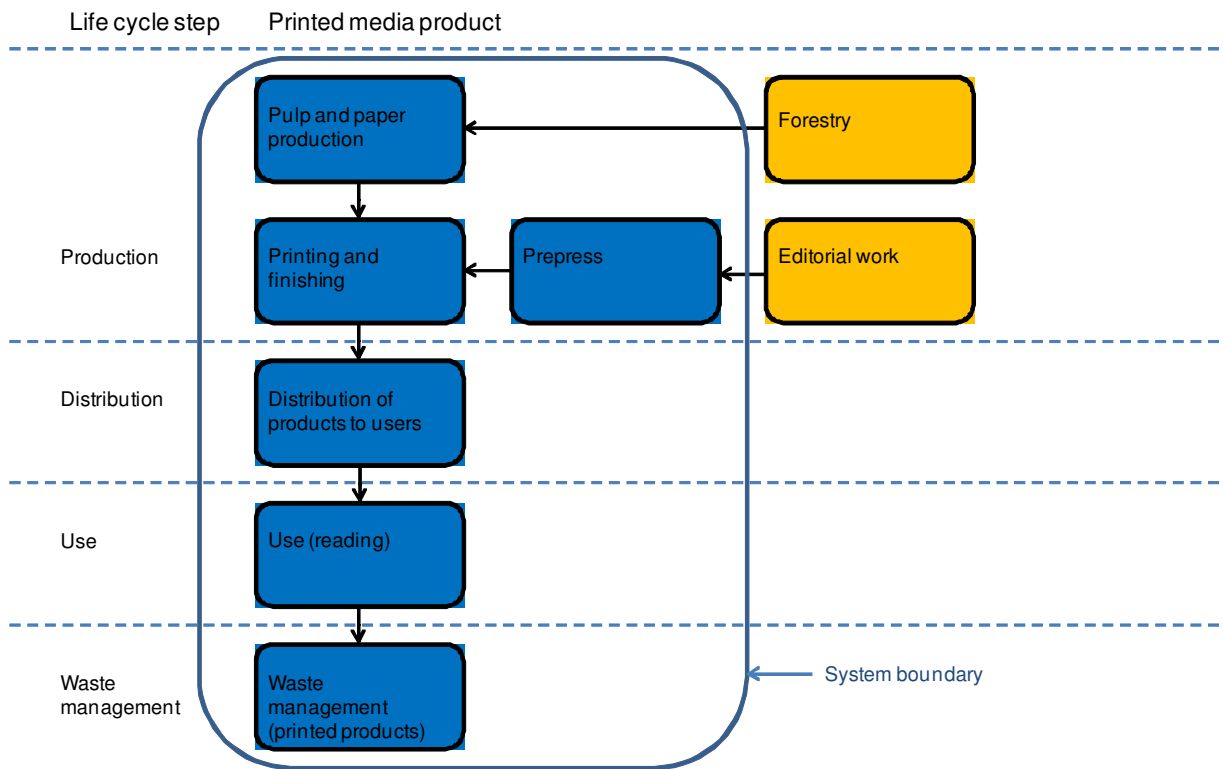 Life cycle step
Printed media product
Pulp and paper
production
Forestry
Production
Printing and
finishing
Prepress
Editorial work
Distribution
Distribution of
products to users
Use
Use (reading)
Waste
management
Waste
management
(printed products)
System boundary